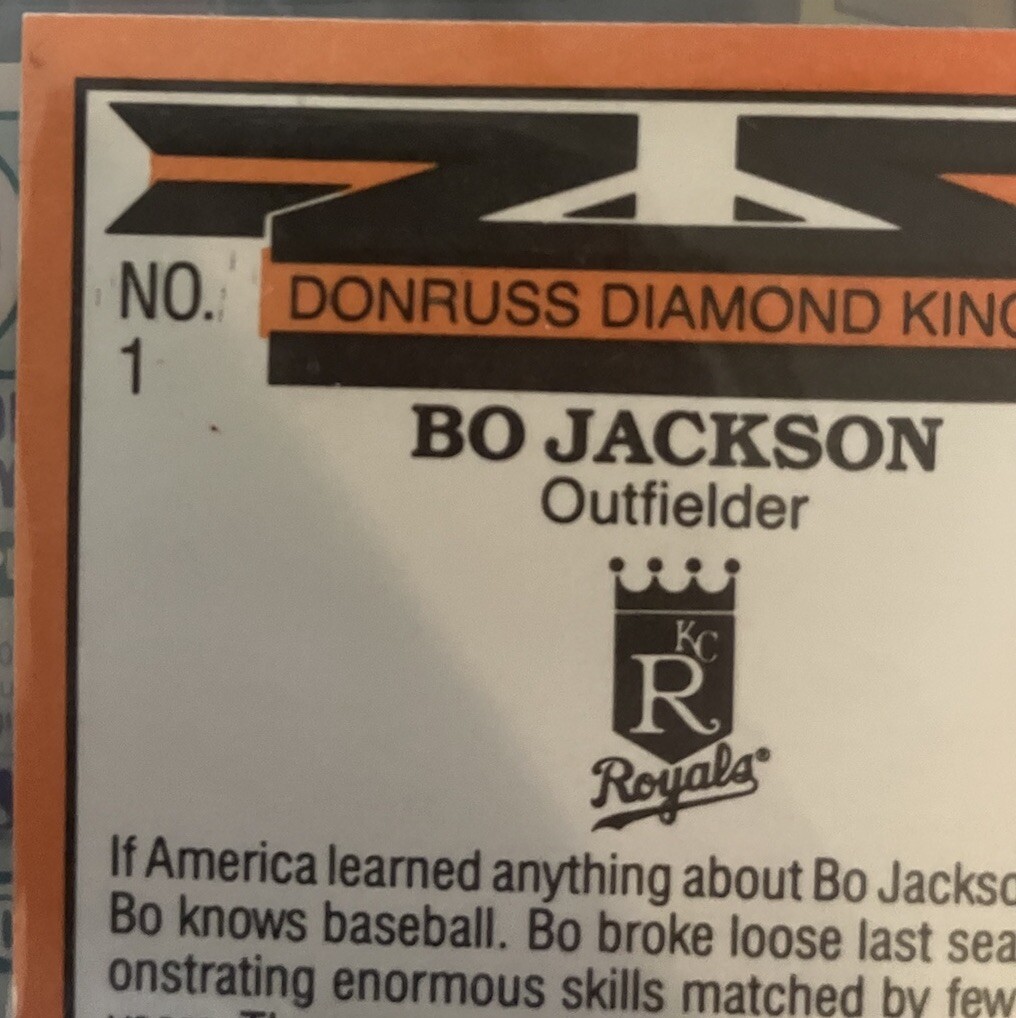 NO.
1
DONRUSS DIAMOND KING
BO JACKSON
Outfielder
KC
R
Royals®
If America learned anything about Bo Jackso
Bo knows baseball. Bo broke loose last sea
onstrating enormous skills matched by few